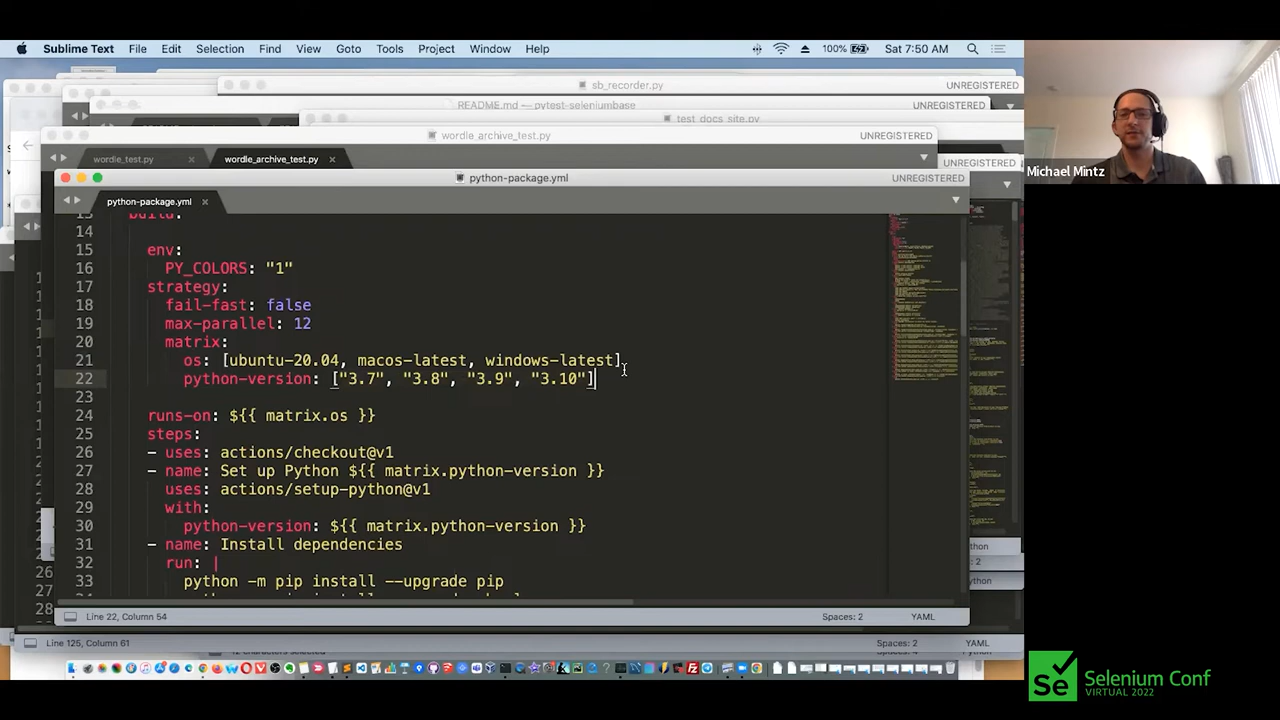 Sublime Text File Edit Selection Find View Goto Tools Project Window Help 100% Sat 7:50 AM
sb_recorder.py UNREGISTERED
README.md — pytest-seleniumbase UNREGISTERED
test_docs_site.py
wordle_archive_test.py UNREGISTERED
wordle_test.py wordle_archive_test.py UNREGISTERED
python-package.yml UNREGISTERED
python-package.yml
13 build:
14
15 env:
16 PY_COLORS: "1"
17 strategy:
18 fail-fast: false
19 max-parallel: 12
20 matrix:
21 os: [ubuntu-20.04, macos-latest, windows-latest]
22 python-version: ["3.7", "3.8", "3.9", "3.10"]
23
24 runs-on: ${{ matrix.os }}
25 steps:
26 - uses: actions/checkout@v1
27 - name: Set up Python ${{ matrix.python-version }}
28 uses: actions/setup-python@v1
29 with:
30 python-version: ${{ matrix.python-version }}
31 - name: Install dependencies
32 run: |
33 python -m pip install --upgrade pip
Line 22, Column 54 Spaces: 2 YAML
26
27
28
Line 125, Column 61 Spaces: 2 YAML
Michael Mintz
Se Selenium Conf
VIRTUAL 2022